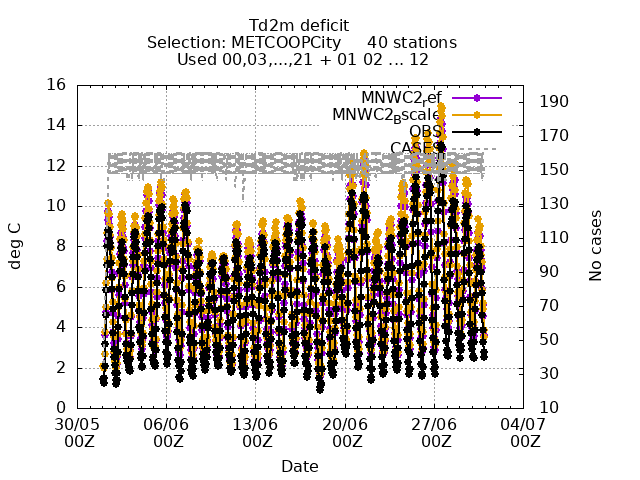 Td2m deficit
Selection: METCOOPCity 40 stations
Used 00,03,...,21 + 01 02 ... 12
MNWC2ref
MNWC2Bscale
OBS
CASES
16
14
12
10
8
6
4
2
0
190
170
150
130
110
90
70
50
30
10
deg C
No cases
30/05 06/06 13/06 20/06 27/06 04/07
00Z 00Z 00Z 00Z 00Z 00Z
Date